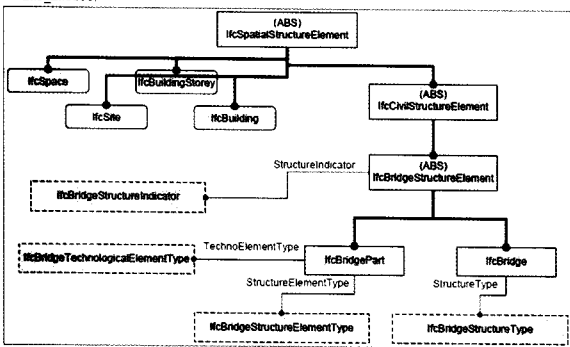 (ABS)
IfcSpatialStructureElement
IfcSpace
IfcBuildingStorey
IfcSite
IfcBuilding
(ABS)
IfcCivilStructureElement
StructureIndicator
(ABS)
IfcBridgeStructureElement
IfcBridgeStructureIndicator
TechnoElementType
IfcBridgeTechnologicalElementType
IfcBridgePart
IfcBridge
StructureElementType
StructureType
IfcBridgeStructureElementType
IfcBridgeStructureType